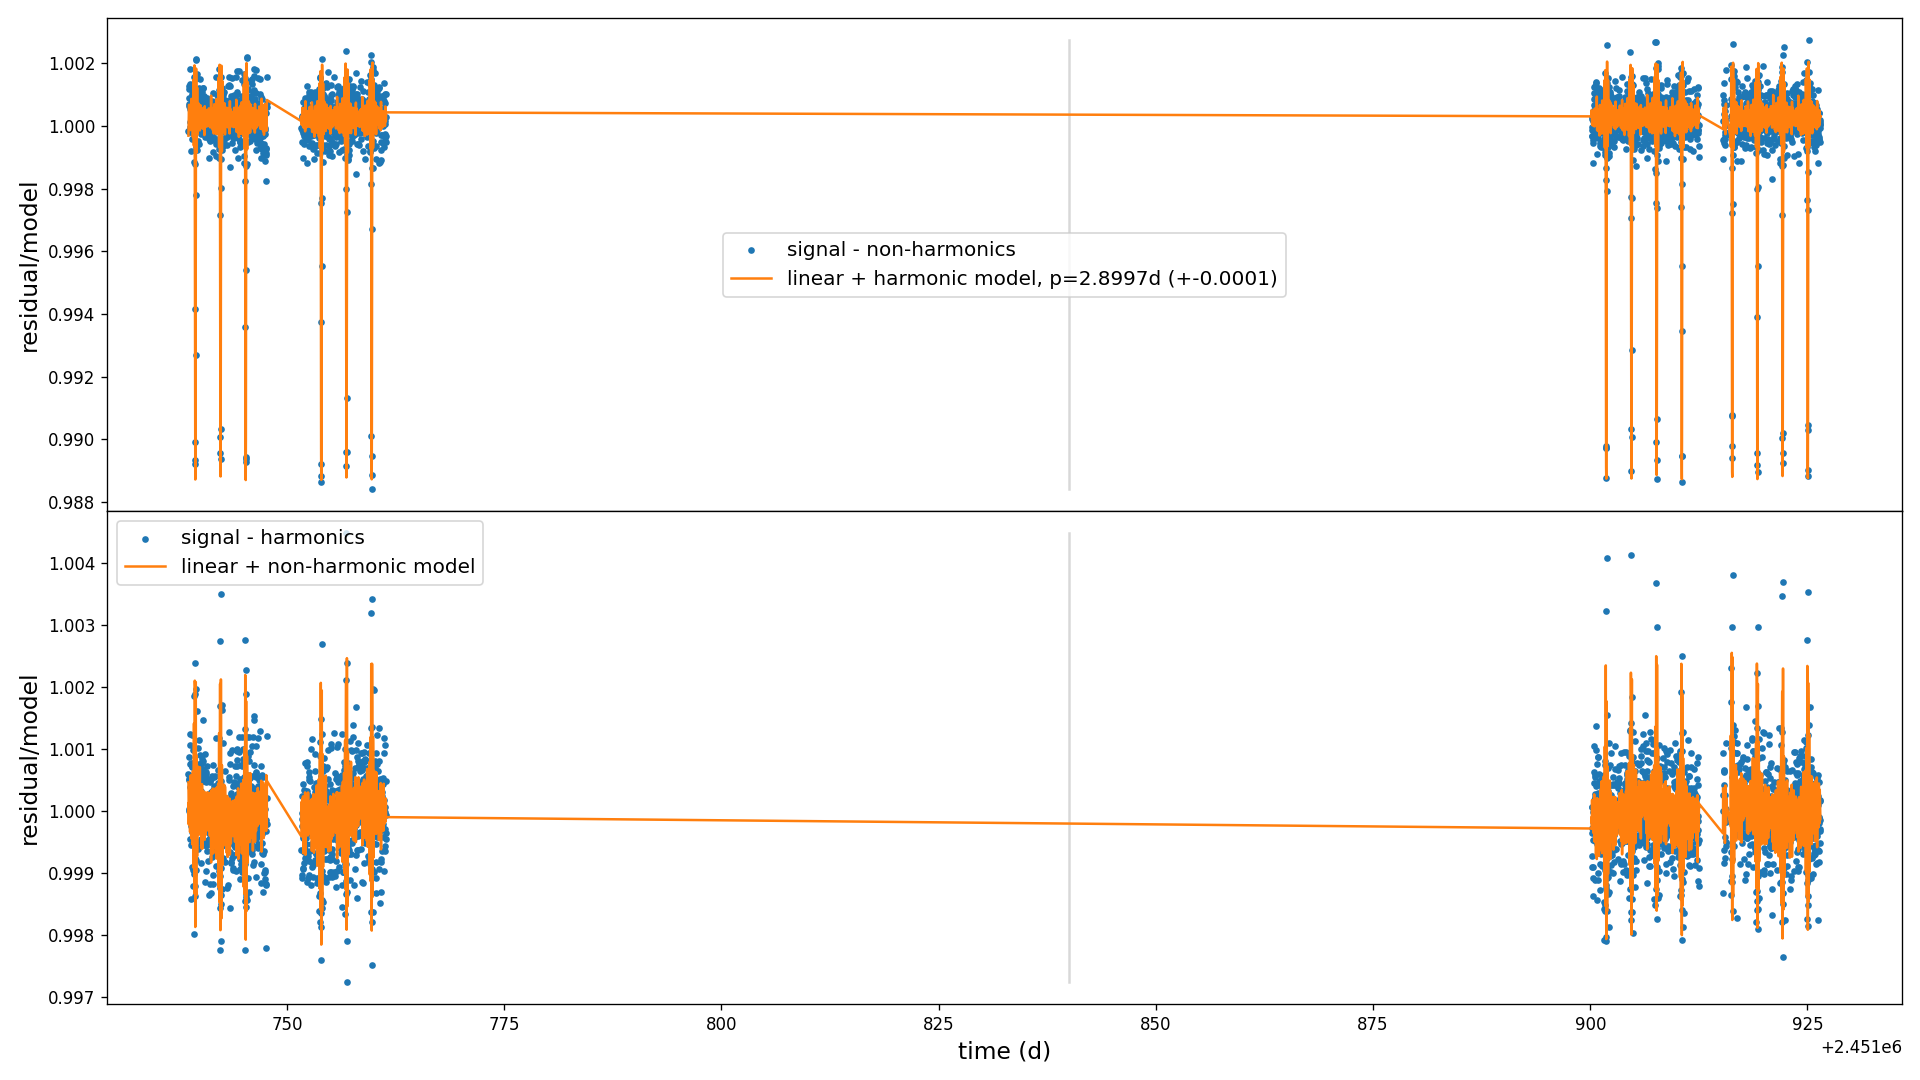 1.002
1.000
0.998
0.996
0.994
0.992
0.990
0.988
residual/model
signal - non-harmonics
linear + harmonic model, p=2.8997d (+-0.0001)
signal - harmonics
linear + non-harmonic model
1.004
1.003
1.002
1.001
1.000
0.999
0.998
0.997
residual/model
750 775 800 825 850 875 900 925
+2.451e6
time (d)